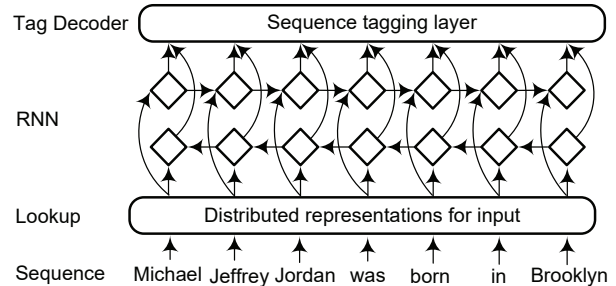 Tag Decoder Sequence tagging layer
RNN
Lookup Distributed representations for input
Sequence Michael Jeffrey Jordan was born in Brooklyn